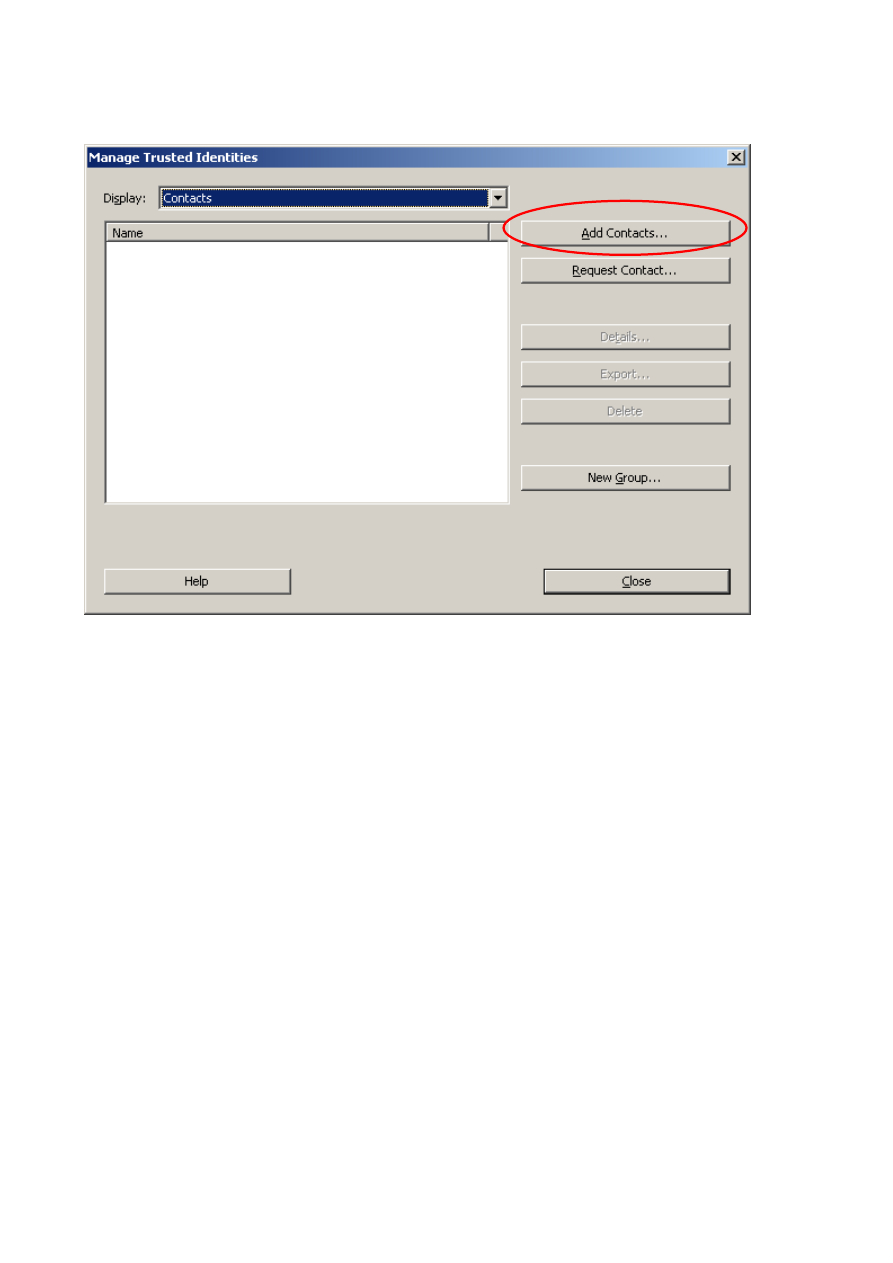 Manage Trusted Identities
Display: Contacts
Name
Add Contacts...
Request Contact...
Details...
Export...
Delete
New Group...
Help
Close